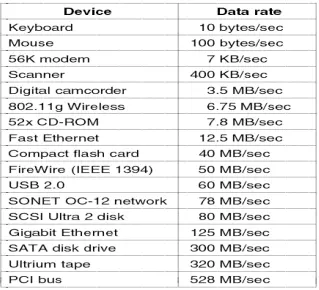 Device Data rate
Keyboard 10 bytes/sec
Mouse 100 bytes/sec
56K modem 7 KB/sec
Scanner 400 KB/sec
Digital camcorder 3.5 MB/sec
802.11g Wireless 6.75 MB/sec
52x CD-ROM 7.8 MB/sec
Fast Ethernet 12.5 MB/sec
Compact flash card 40 MB/sec
FireWire (IEEE 1394) 50 MB/sec
USB 2.0 60 MB/sec
SONET OC-12 network 78 MB/sec
SCSI Ultra 2 disk 80 MB/sec
Gigabit Ethernet 125 MB/sec
SATA disk drive 300 MB/sec
Ultrium tape 320 MB/sec
PCI bus 528 MB/sec